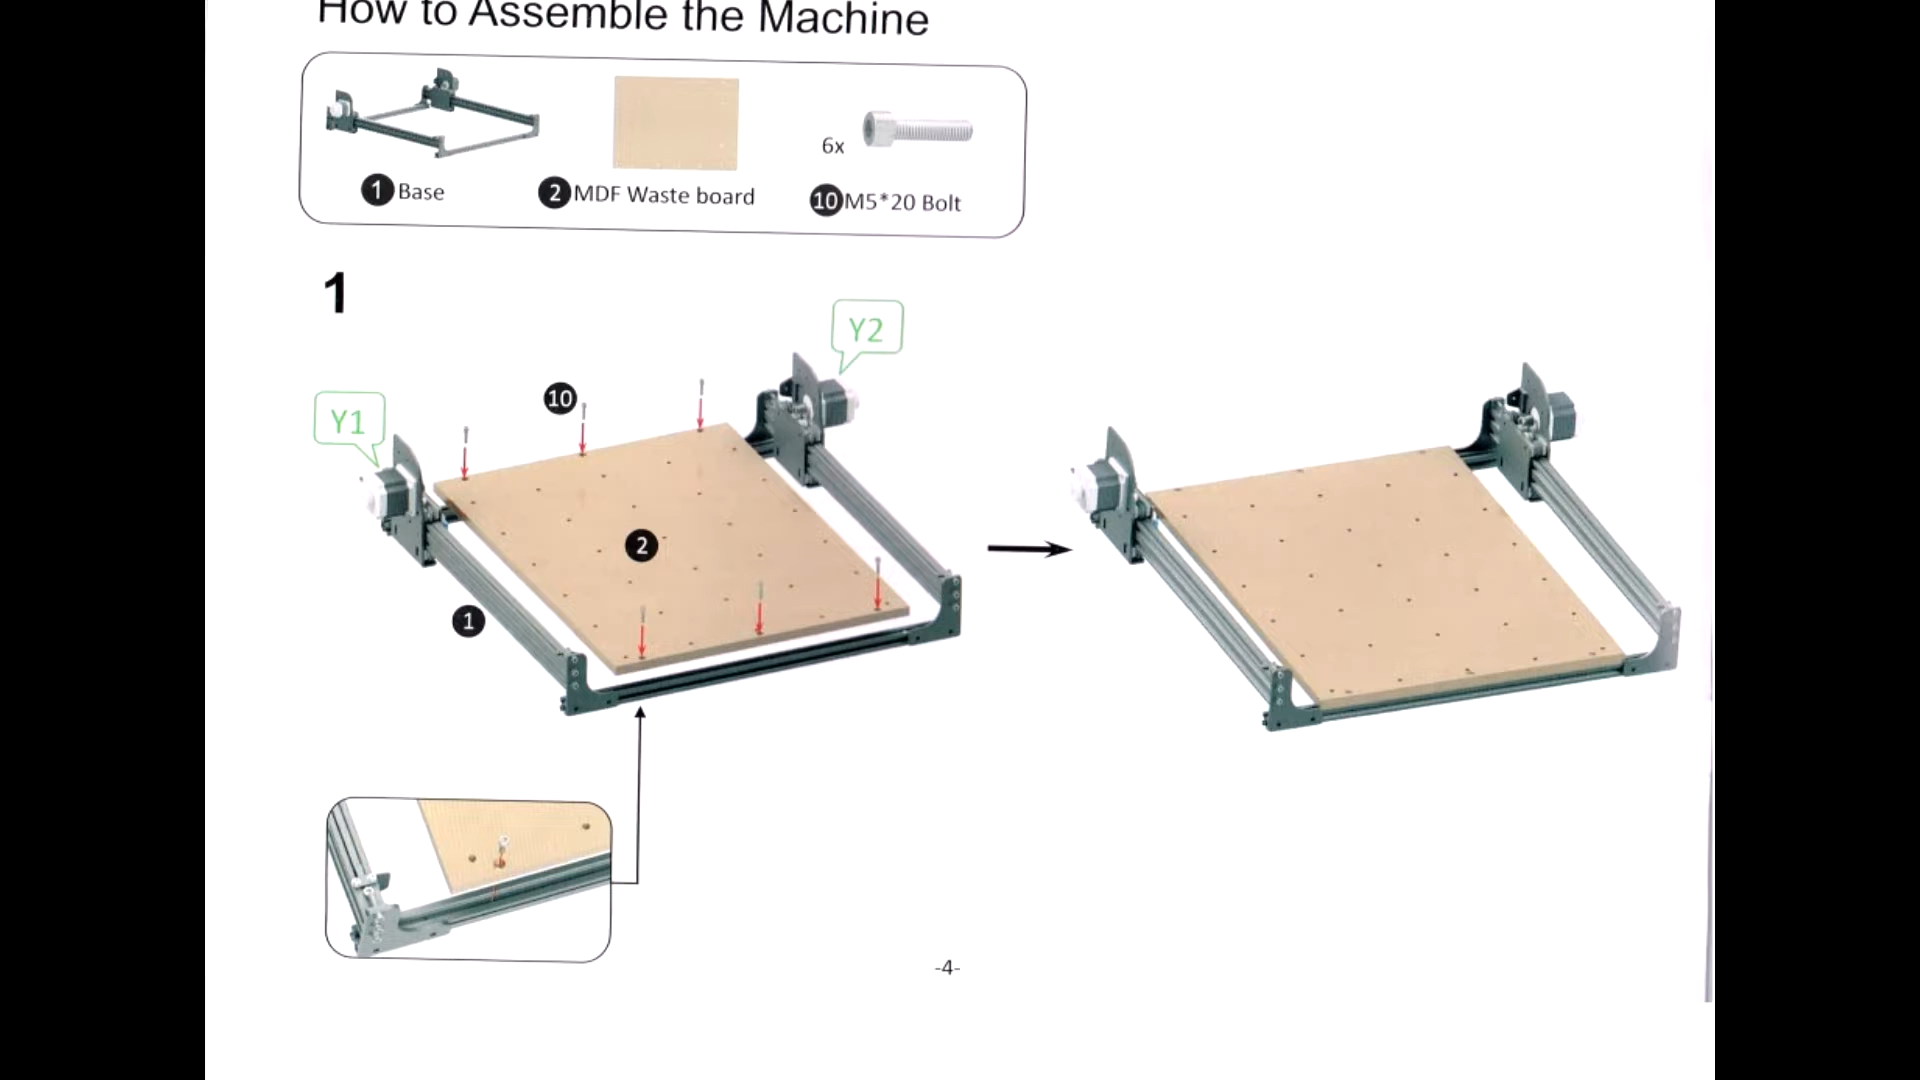 How to Assemble the Machine
6x
1 Base
2 MDF Waste board
10 M5*20 Bolt
1
Y2
10
Y1
2
1
-4-